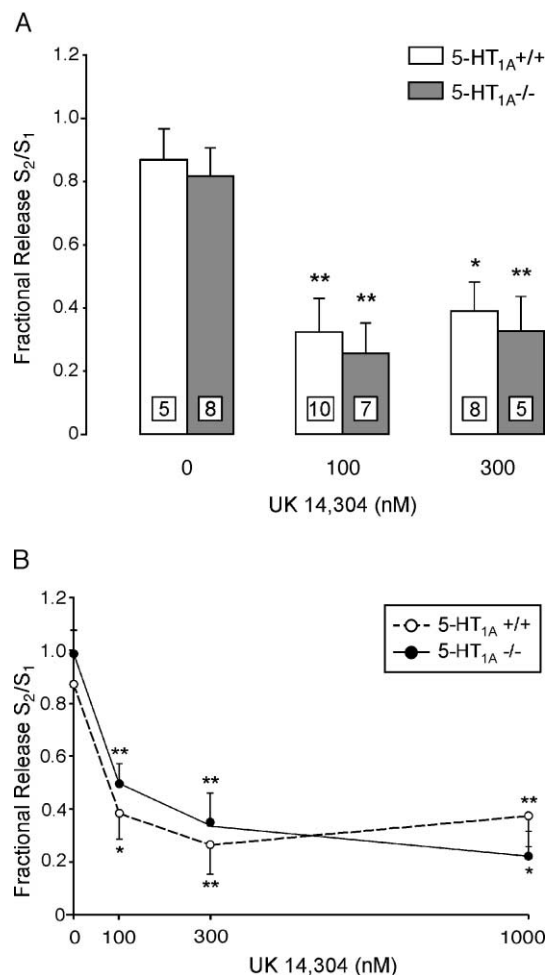 A
5-HT1A+/+
5-HT1A-/-
Fractional Release S2/S1
1.2
1.0
0.8
0.6
0.4
0.2
0
** ** * **
5 8 10 7 8 5
0 100 300
UK 14,304 (nM)
B
5-HT1A +/+
5-HT1A -/-
Fractional Release S2/S1
1.2
1.0
0.8
0.6
0.4
0.2
0.0
** ** **
* ** *
0 100 300 1000
UK 14,304 (nM)